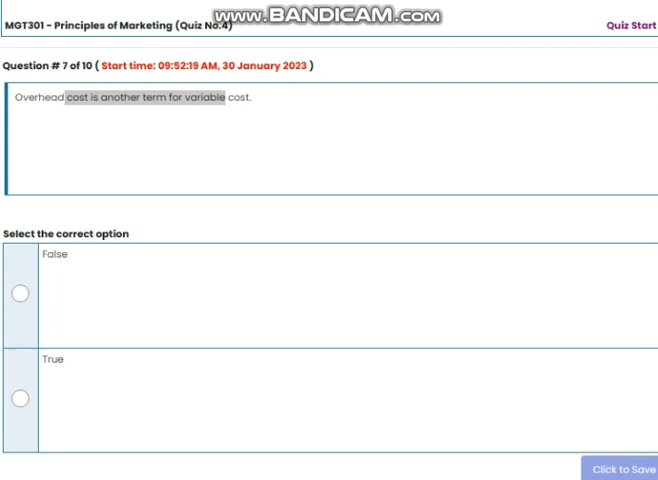 www.BANDICAM.com
MGT301 - Principles of Marketing (Quiz No.4)
Quiz Start
Question # 7 of 10 ( Start time: 09:52:19 AM, 30 January 2023 )
Overhead cost is another term for variable cost.
Select the correct option
False
True
Click to Save